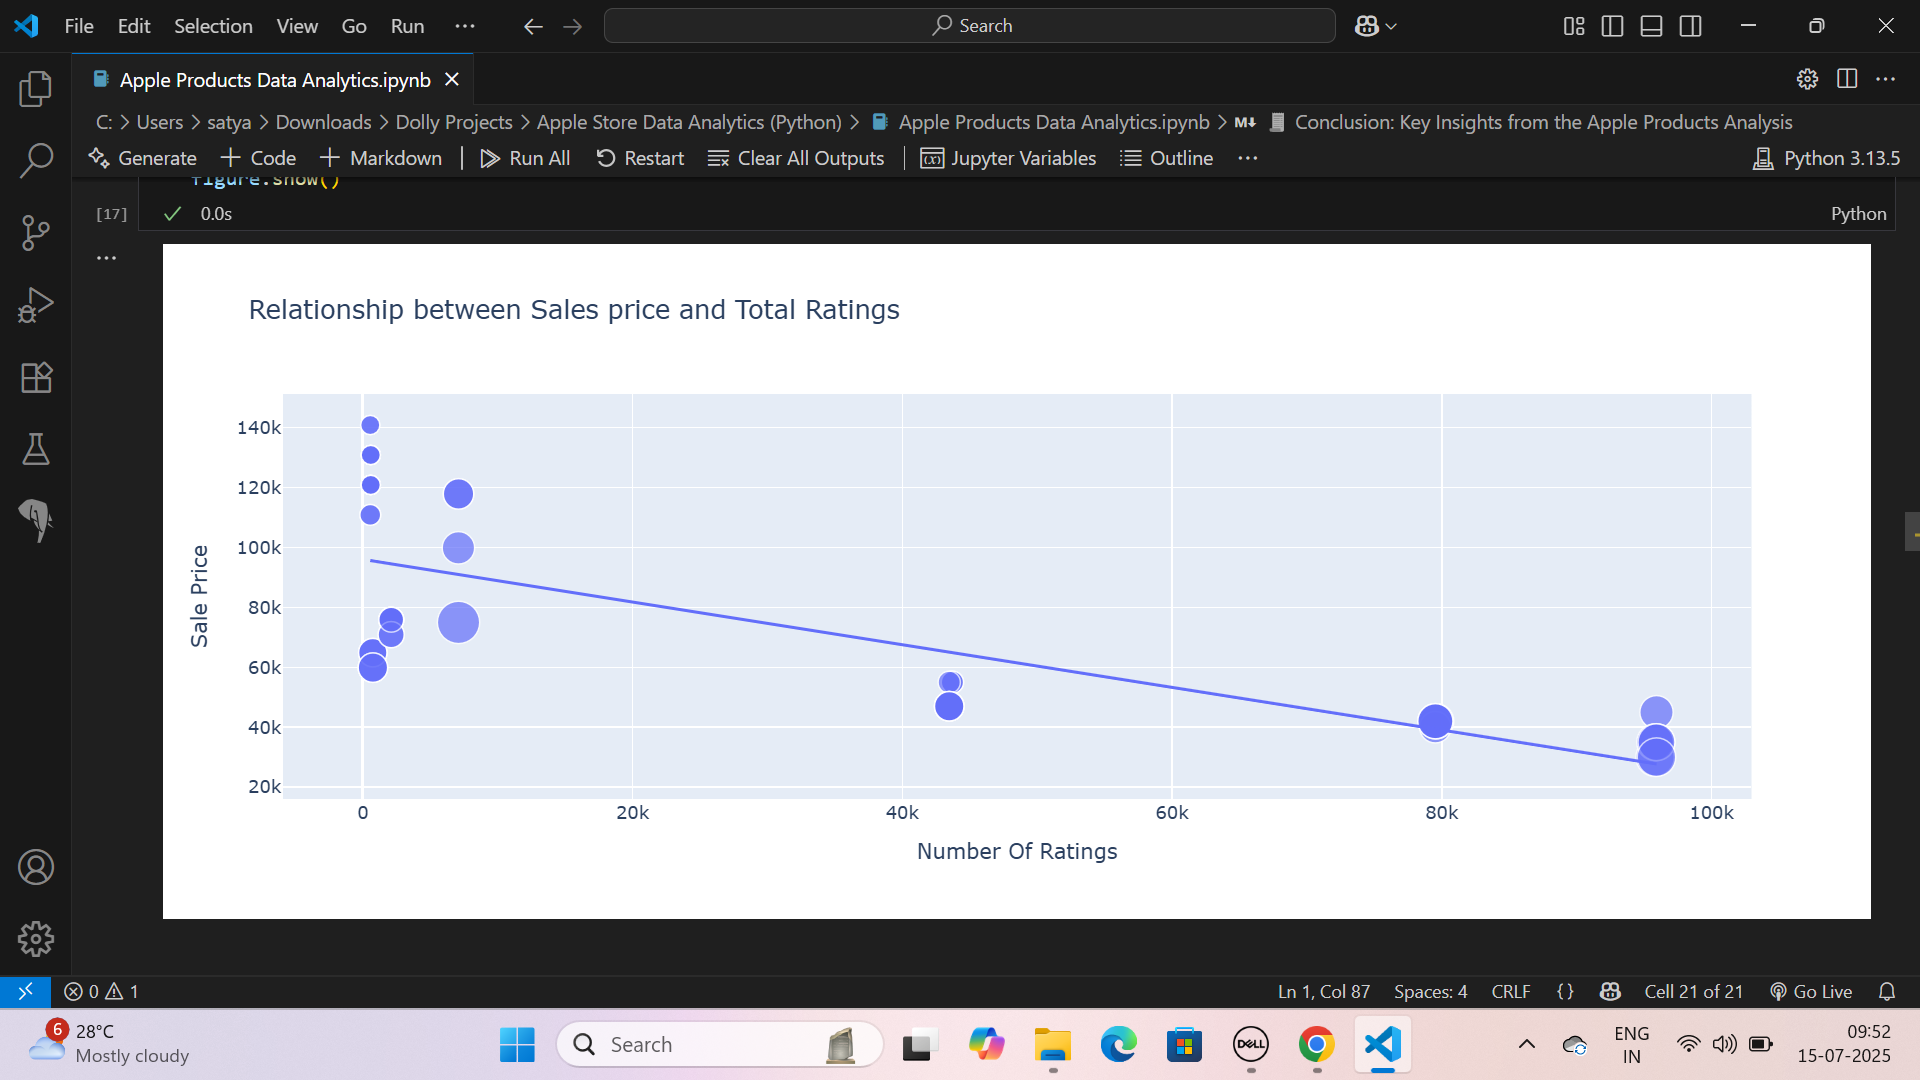 File Edit Selection View Go Run ... Search
Apple Products Data Analytics.ipynb
C: > Users > satya > Downloads > Dolly Projects > Apple Store Data Analytics (Python) > Apple Products Data Analytics.ipynb > M↓ Conclusion: Key Insights from the Apple Products Analysis
Generate + Code + Markdown | Run All Restart Clear All Outputs | Jupyter Variables Outline ... Python 3.13.5
figure.show()
[17] 0.0s Python
...
Relationship between Sales price and Total Ratings
140k
120k
100k
80k
60k
40k
20k
Sale Price
0 20k 40k 60k 80k 100k
Number Of Ratings
0 1 Ln 1, Col 87 Spaces: 4 CRLF {} Cell 21 of 21 Go Live
6 28°C
Mostly cloudy
Search
DELL
ENG
IN
09:52
15-07-2025